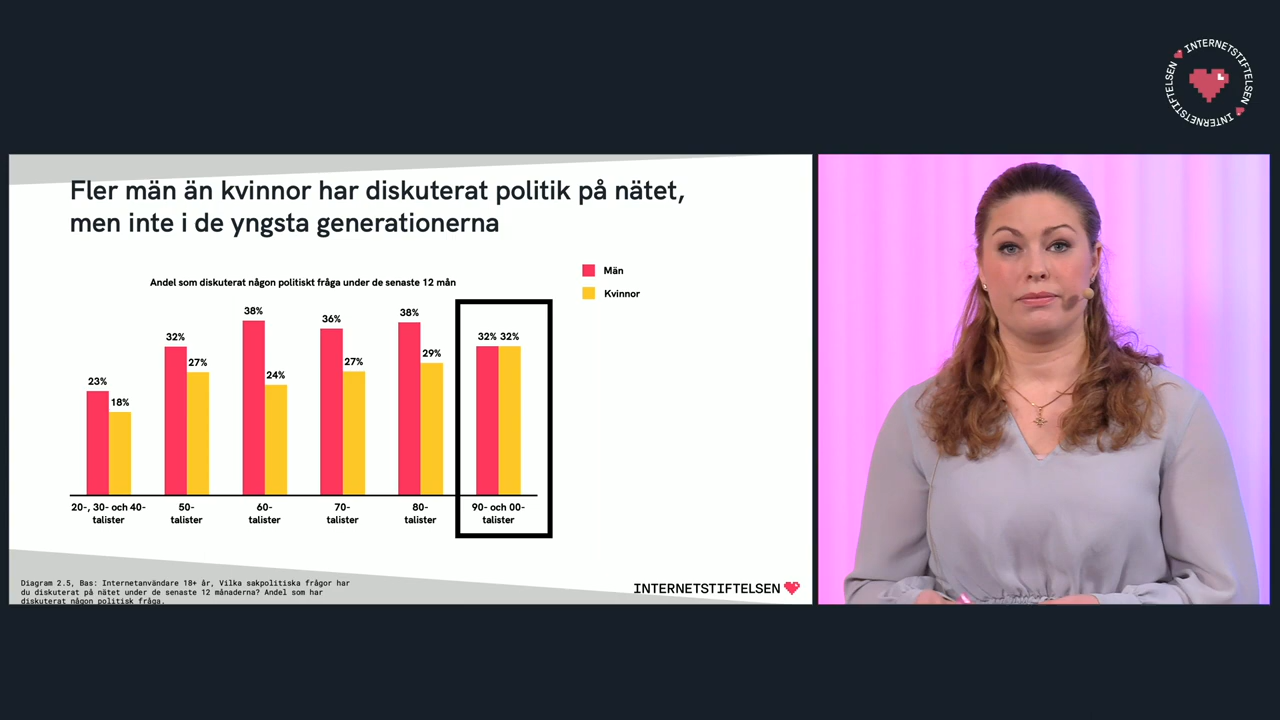 INTERNETSTIFTELSEN
INTERNETSTIFTELSEN
Fler män än kvinnor har diskuterat politik på nätet,
men inte i de yngsta generationerna
Andel som diskuterat någon politiskt fråga under de senaste 12 mån
Män
Kvinnor
23%
18%
32%
27%
38%
24%
36%
27%
38%
29%
32% 32%
20-, 30- och 40-
talister
50-
talister
60-
talister
70-
talister
80-
talister
90- och 00-
talister
Diagram 2.5, Bas: Internetanvändare 18+ år, Vilka sakpolitiska frågor har
du diskuterat på nätet under de senaste 12 månaderna? Andel som har
diskuterat någon politisk fråga.
INTERNETSTIFTELSEN